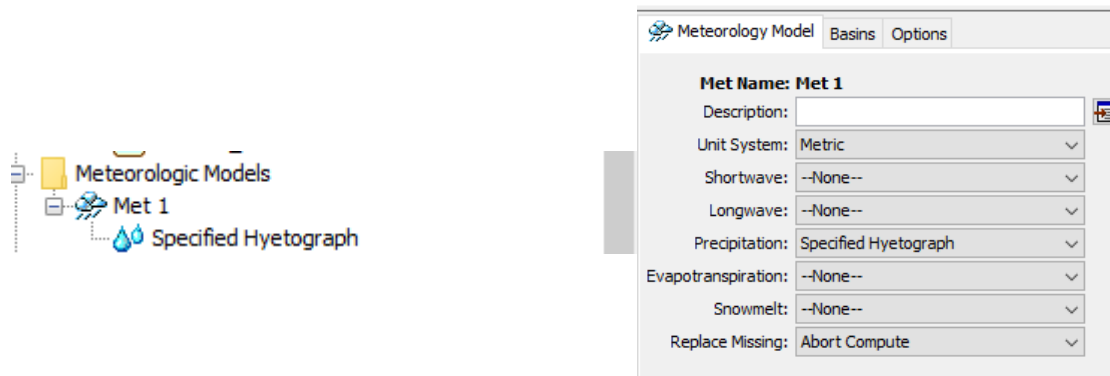 Meteorologic Models
Met 1
Specified Hyetograph
Meteorology Model Basins Options
Met Name: Met 1
Description:
Unit System: Metric
Shortwave: --None--
Longwave: --None--
Precipitation: Specified Hyetograph
Evapotranspiration: --None--
Snowmelt: --None--
Replace Missing: Abort Compute